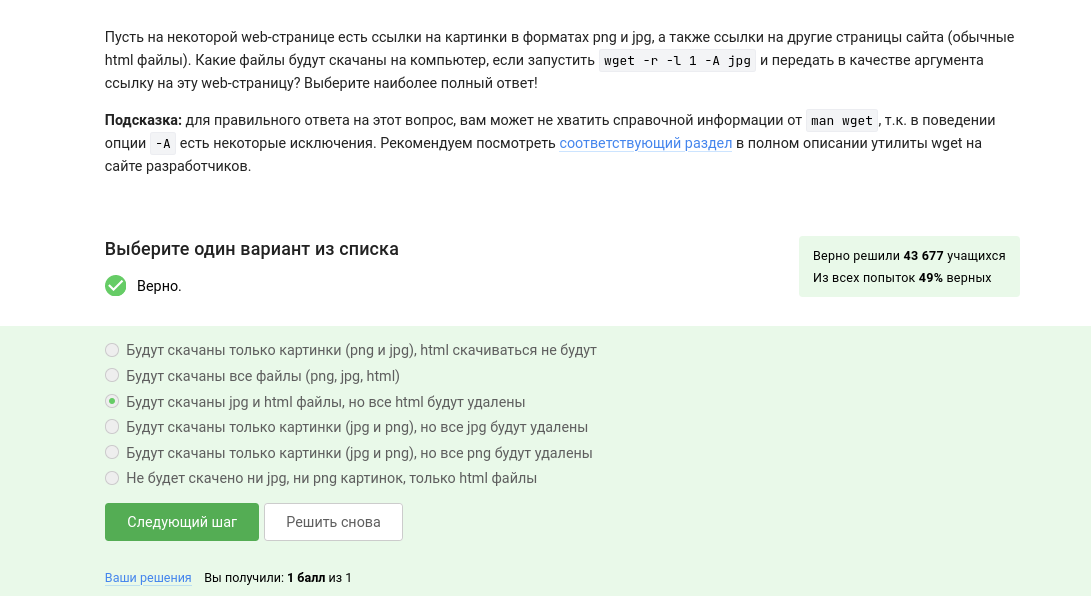 Пусть на некоторой web-странице есть ссылки на картинки в форматах png и jpg, а также ссылки на другие страницы сайта (обычные
html файлы). Какие файлы будут скачаны на компьютер, если запустить wget -r -l 1 -A jpg и передать в качестве аргумента
ссылку на эту web-страницу? Выберите наиболее полный ответ!
Подсказка: для правильного ответа на этот вопрос, вам может не хватить справочной информации от man wget, т.к. в поведении
опции -A есть некоторые исключения. Рекомендуем посмотреть соответствующий раздел в полном описании утилиты wget на
сайте разработчиков.
Выберите один вариант из списка
Верно решили 43 677 учащихся
Из всех попыток 49% верных
Верно.
Будут скачаны только картинки (png и jpg), html скачиваться не будут
Будут скачаны все файлы (png, jpg, html)
Будут скачаны jpg и html файлы, но все html будут удалены
Будут скачаны только картинки (jpg и png), но все jpg будут удалены
Будут скачаны только картинки (jpg и png), но все png будут удалены
Не будет скачено ни jpg, ни png картинок, только html файлы
Следующий шаг Решить снова
Ваши решения Вы получили: 1 балл из 1